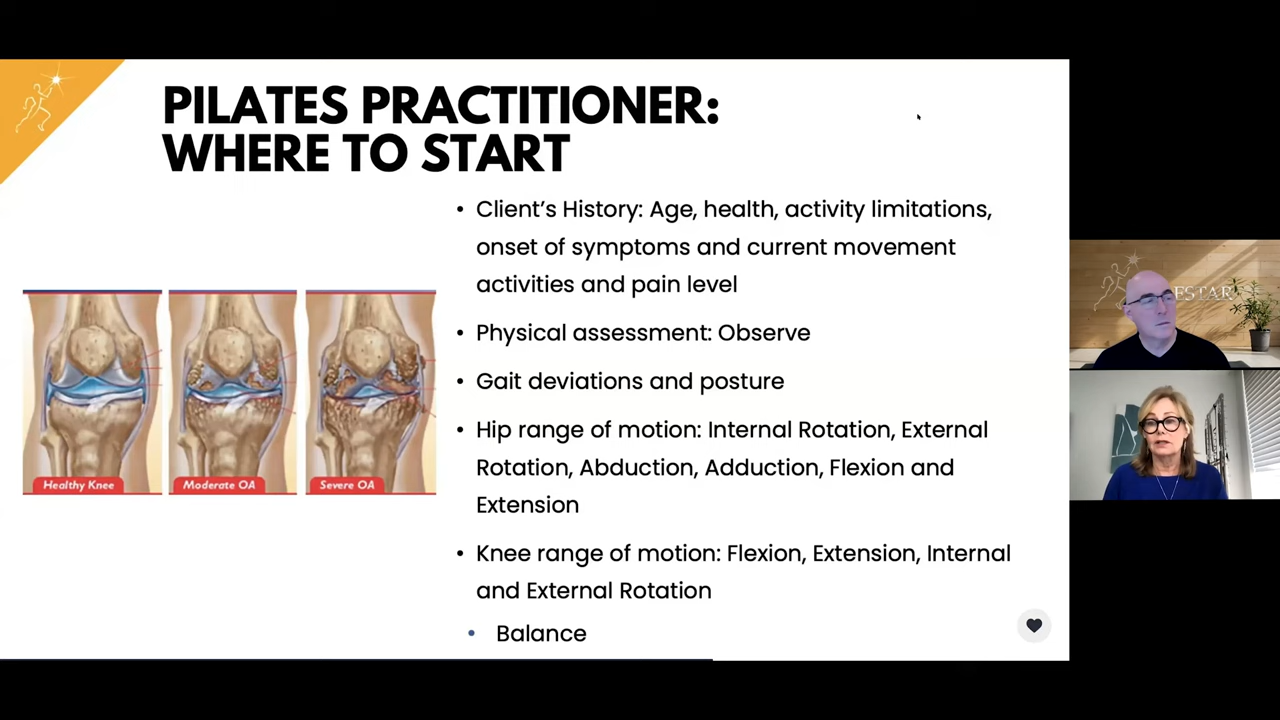 PILATES PRACTITIONER:
WHERE TO START
• Client's History: Age, health, activity limitations,
onset of symptoms and current movement
activities and pain level
• Physical assessment: Observe
• Gait deviations and posture
• Hip range of motion: Internal Rotation, External
Rotation, Abduction, Adduction, Flexion and
Extension
• Knee range of motion: Flexion, Extension, Internal
and External Rotation
• Balance
Healthy Knee
Moderate OA
Severe OA
ESTAR